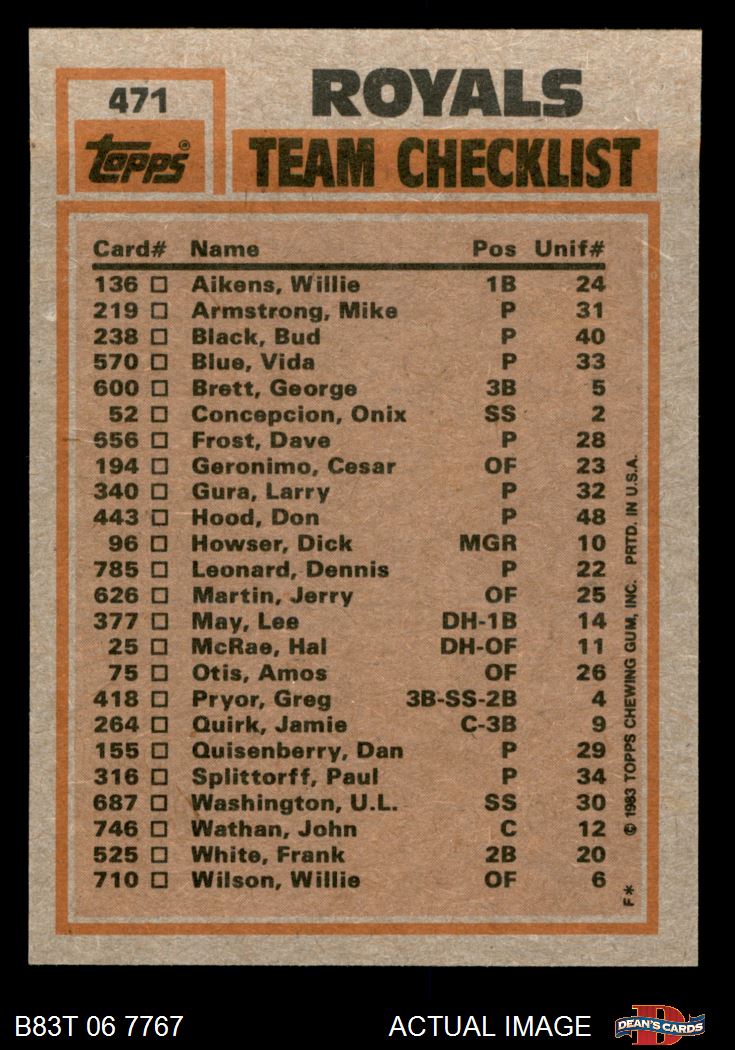 471
ROYALS
topps®
TEAM CHECKLIST
Card# Name Pos Unif#
136 □ Aikens, Willie 1B 24
219 □ Armstrong, Mike P 31
238 □ Black, Bud P 40
570 □ Blue, Vida P 33
600 □ Brett, George 3B 5
52 □ Concepcion, Onix SS 2
656 □ Frost, Dave P 28
194 □ Geronimo, Cesar OF 23
340 □ Gura, Larry P 32
443 □ Hood, Don P 48
96 □ Howser, Dick MGR 10
785 □ Leonard, Dennis P 22
626 □ Martin, Jerry OF 25
377 □ May, Lee DH-1B 14
25 □ McRae, Hal DH-OF 11
75 □ Otis, Amos OF 26
418 □ Pryor, Greg 3B-SS-2B 4
264 □ Quirk, Jamie C-3B 9
155 □ Quisenberry, Dan P 29
316 □ Splittorff, Paul P 34
687 □ Washington, U.L. SS 30
746 □ Wathan, John C 12
525 □ White, Frank 2B 20
710 □ Wilson, Willie OF 6
F* © 1983 TOPPS CHEWING GUM, INC. PRTD. IN U.S.A.
B83T 06 7767 ACTUAL IMAGE
D
DEAN'S CARDS